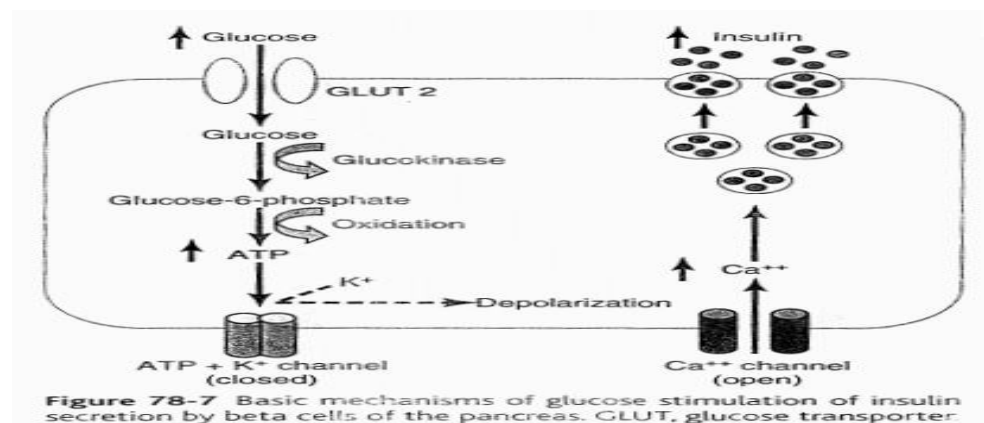 Glucose
Insulin
GLUT 2
Glucose
Glucokinase
Glucose-6-phosphate
Oxidation
ATP
K⁺
Depolarization
Ca⁺⁺
ATP + K⁺ channel
(closed)
Ca⁺⁺ channel
(open)
Figure 78-7 Basic mechanisms of glucose stimulation of insulin
secretion by beta cells of the pancreas. GLUT, glucose transporter